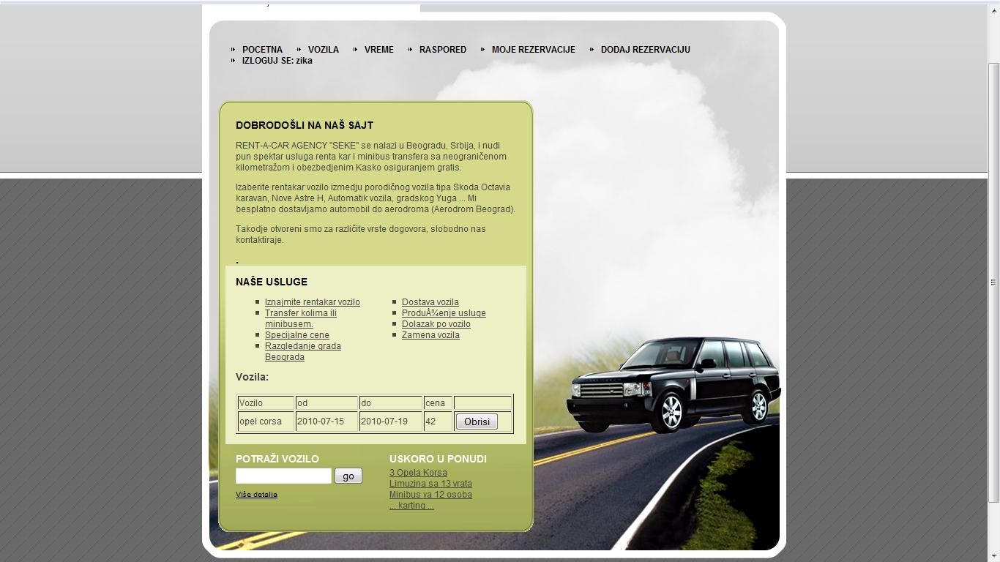 POCETNA VOZILA VREME RASPORED MOJE REZERVACIJE DODAJ REZERVACIJU
IZLOGUJ SE: zika
DOBRODOŠLI NA NAŠ SAJT
RENT-A-CAR AGENCY "SEKE" se nalazi u Beogradu, Srbija, i nudi
pun spektar usluga renta kar i minibus transfera sa neograničenom
kilometražom i obezbedjenim Kasko osiguranjem gratis.
Izaberite rentakar vozilo izmedju porodičnog vozila tipa Skoda Octavia
karavan, Nove Astre H, Automatik vozila, gradskog Yuga ... Mi
besplatno dostavljamo automobil do aerodroma (Aerodrom Beograd).
Takodje otvoreni smo za različite vrste dogovora, slobodno nas
kontaktiraje.
.
NAŠE USLUGE
Iznajmite rentakar vozilo
Transfer kolima ili
minibusem.
Specijalne cene
Razgledanje grada
Beograda
Dostava vozila
ProduÂ¾enje usluge
Dolazak po vozilo
Zamena vozila
Vozila:
Vozilo od do cena
opel corsa 2010-07-15 2010-07-19 42 Obrisi
POTRAŽI VOZILO
go
Više detalja
USKORO U PONUDI
3 Opela Korsa
Limuzina sa 13 vrata
Minibus ya 12 osoba
... karting ...